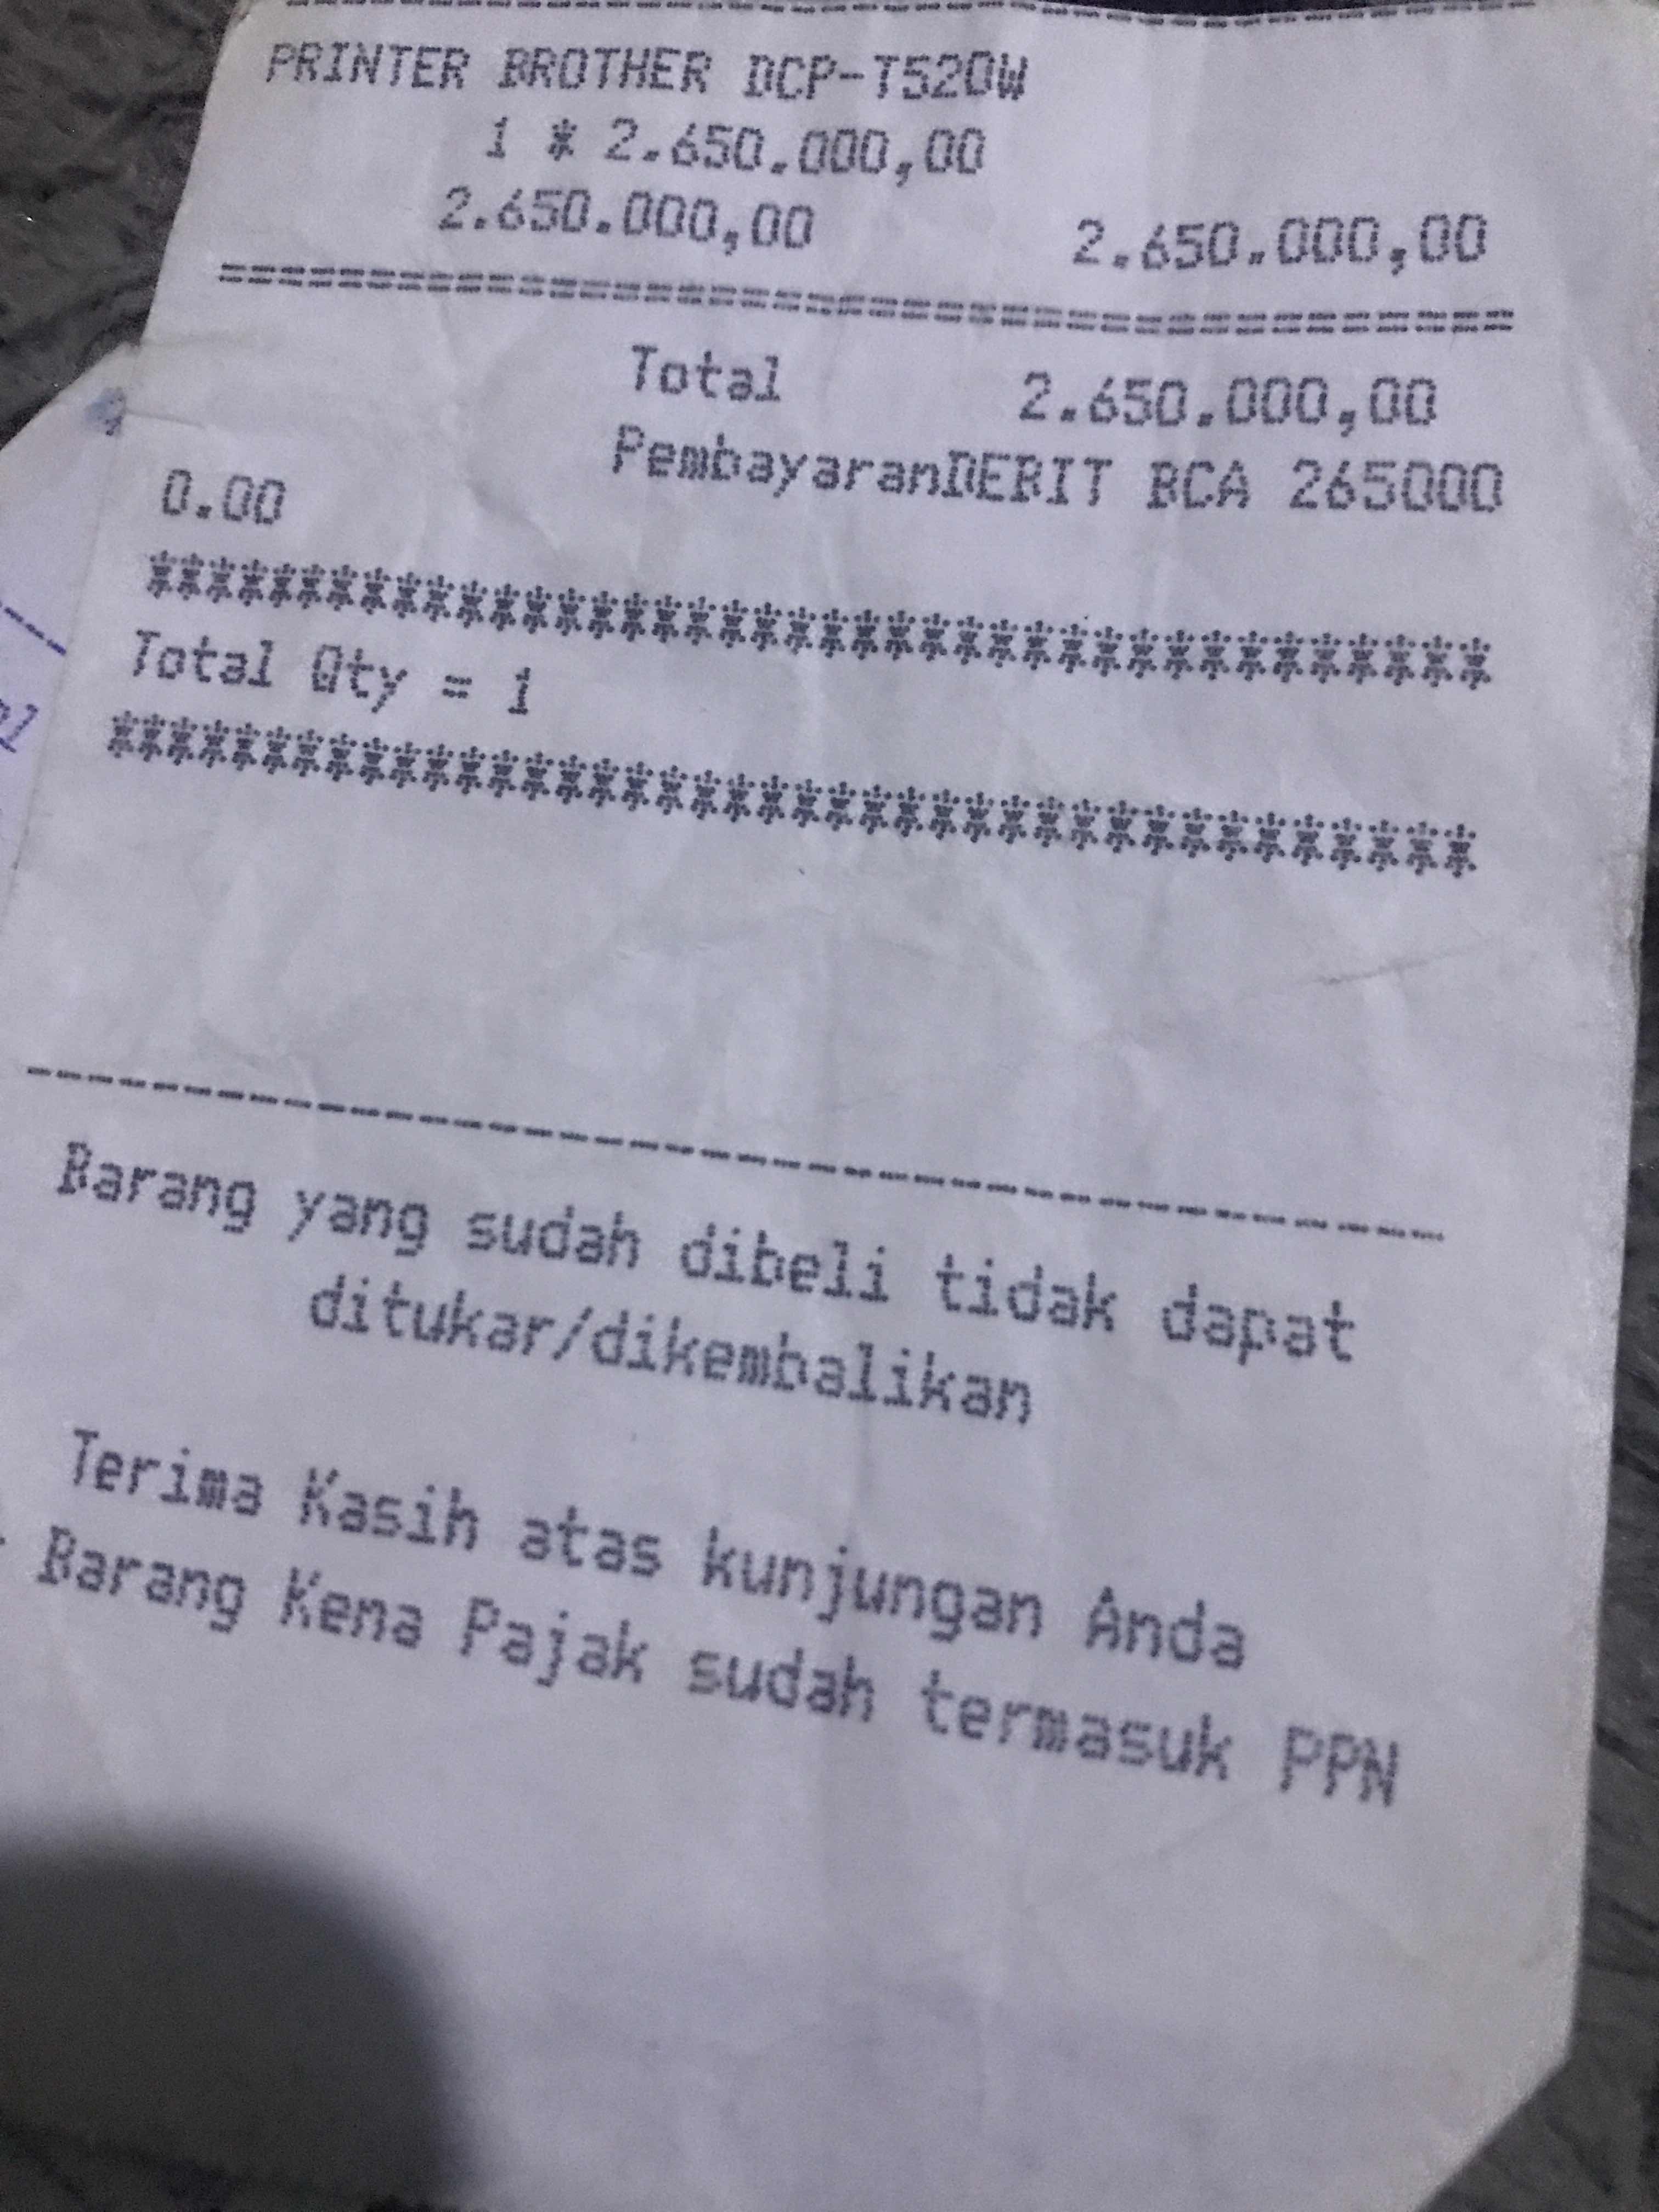 PRINTER BROTHER DCP-T520W
1 * 2.650.000,00
2.650.000,00 2.650.000,00
Total 2.650.000,00
PembayaranDEBIT BCA 265000
0.00
****************************************
Total Qty = 1
****************************************
Barang yang sudah dibeli tidak dapat
ditukar/dikembalikan
Terima Kasih atas kunjungan Anda
Barang Kena Pajak sudah termasuk PPN